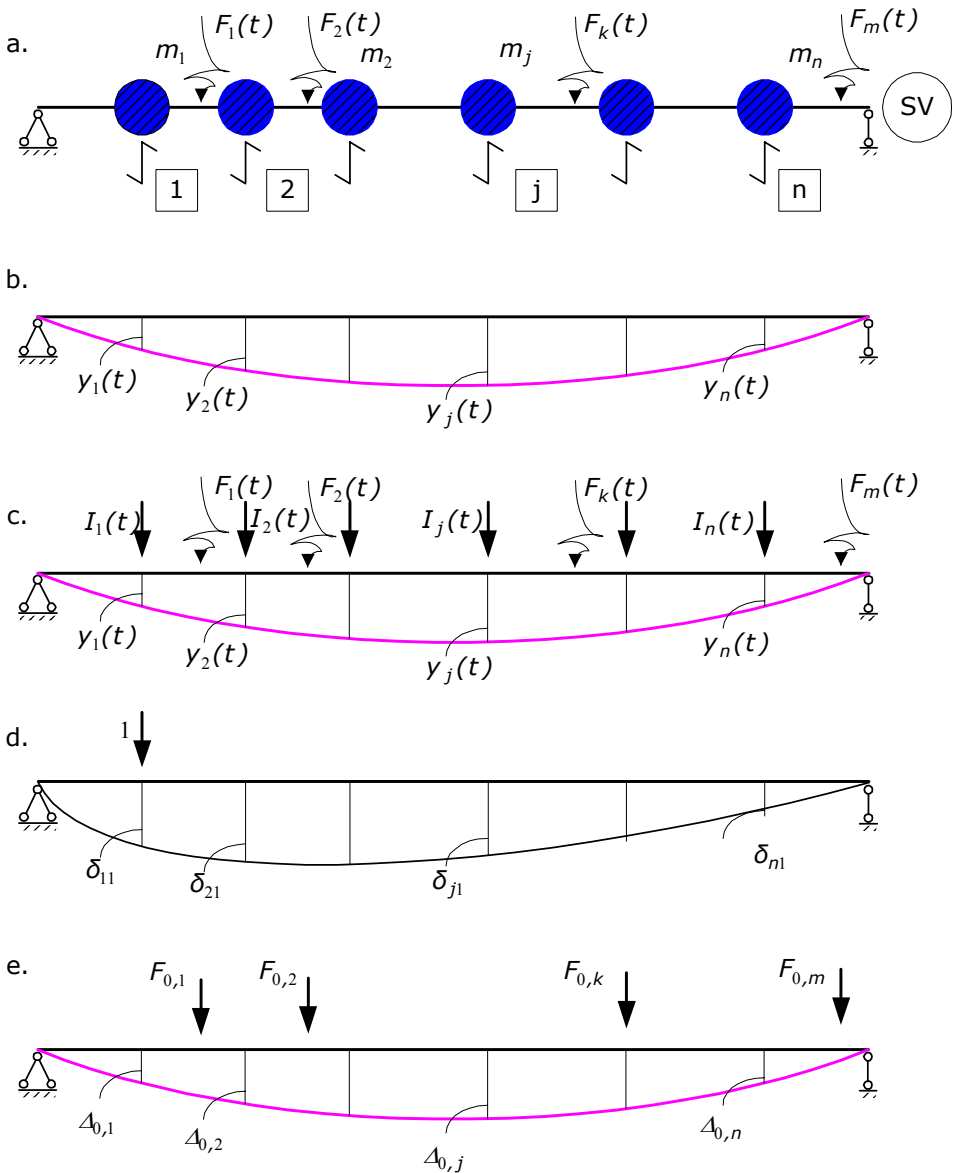 a.
F₁(t) F₂(t) Fₖ(t) Fₘ(t)
m₁ m₂ mⱼ mₙ
SV
1 2 j n
b.
y₁(t) y₂(t) yⱼ(t) yₙ(t)
c.
F₁(t) F₂(t) Fₖ(t) Fₘ(t)
I₁(t) I₂(t) Iⱼ(t) Iₙ(t)
y₁(t) y₂(t) yⱼ(t) yₙ(t)
d.
1
δ₁₁ δ₂₁ δⱼ₁ δₙ₁
e.
F₀,₁ F₀,₂ F₀,ₖ F₀,ₘ
Δ₀,₁ Δ₀,₂ Δ₀,ⱼ Δ₀,ₙ